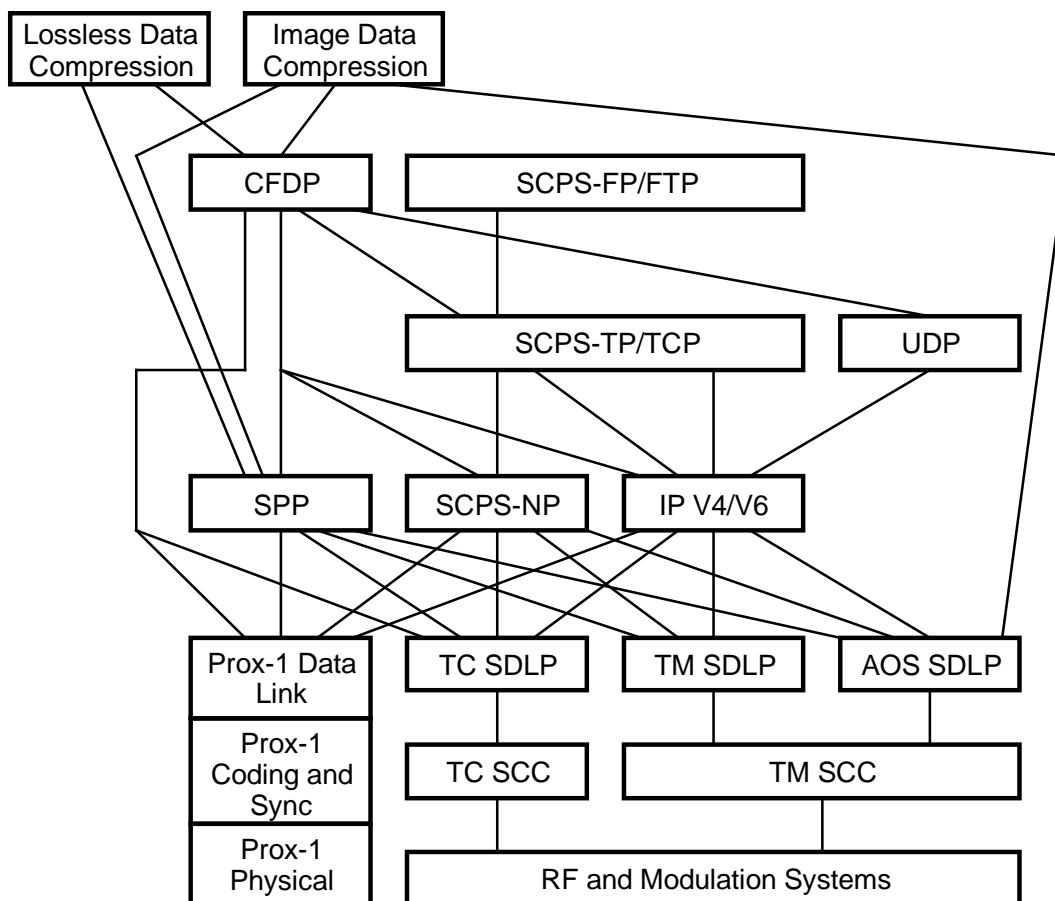 Lossless Data
Compression
Image Data
Compression
CFDP
SCPS-FP/FTP
SCPS-TP/TCP
UDP
SPP
SCPS-NP
IP V4/V6
Prox-1 Data
Link
TC SDLP
TM SDLP
AOS SDLP
Prox-1
Coding and
Sync
TC SCC
TM SCC
Prox-1
Physical
RF and Modulation Systems